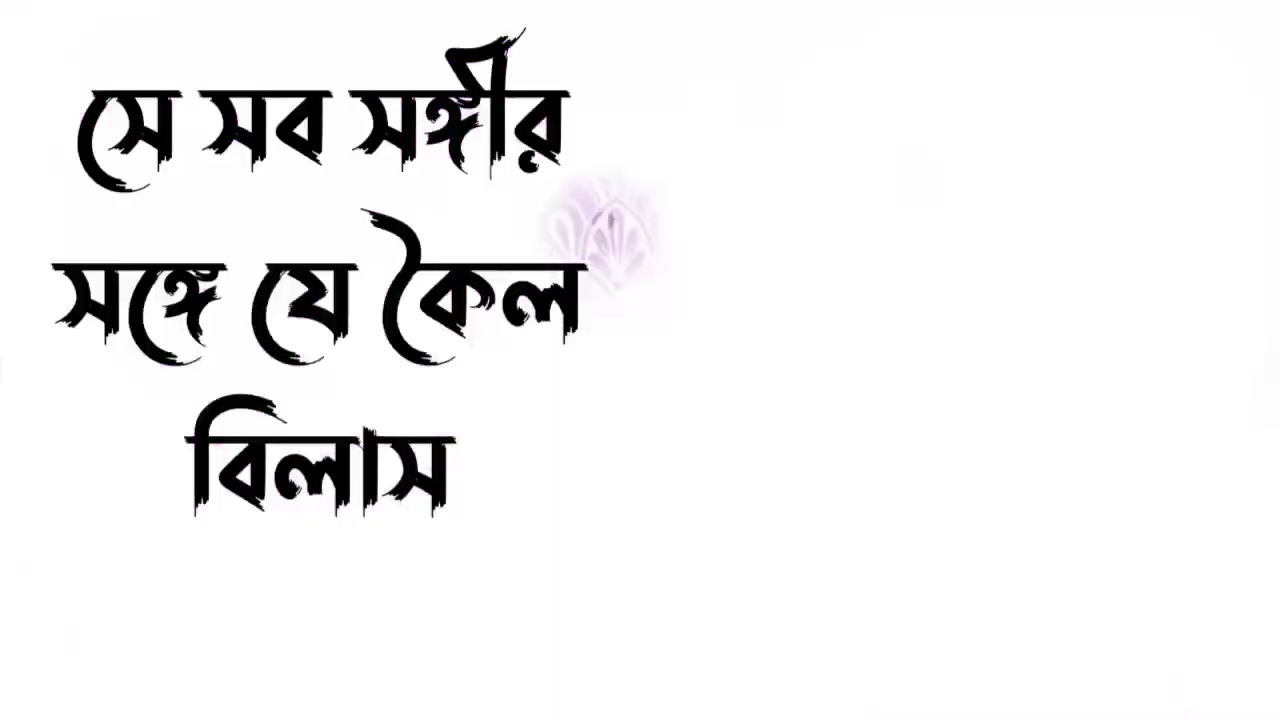 সে সব সঙ্গীর
সঙ্গে যে কৈল
বিলাস